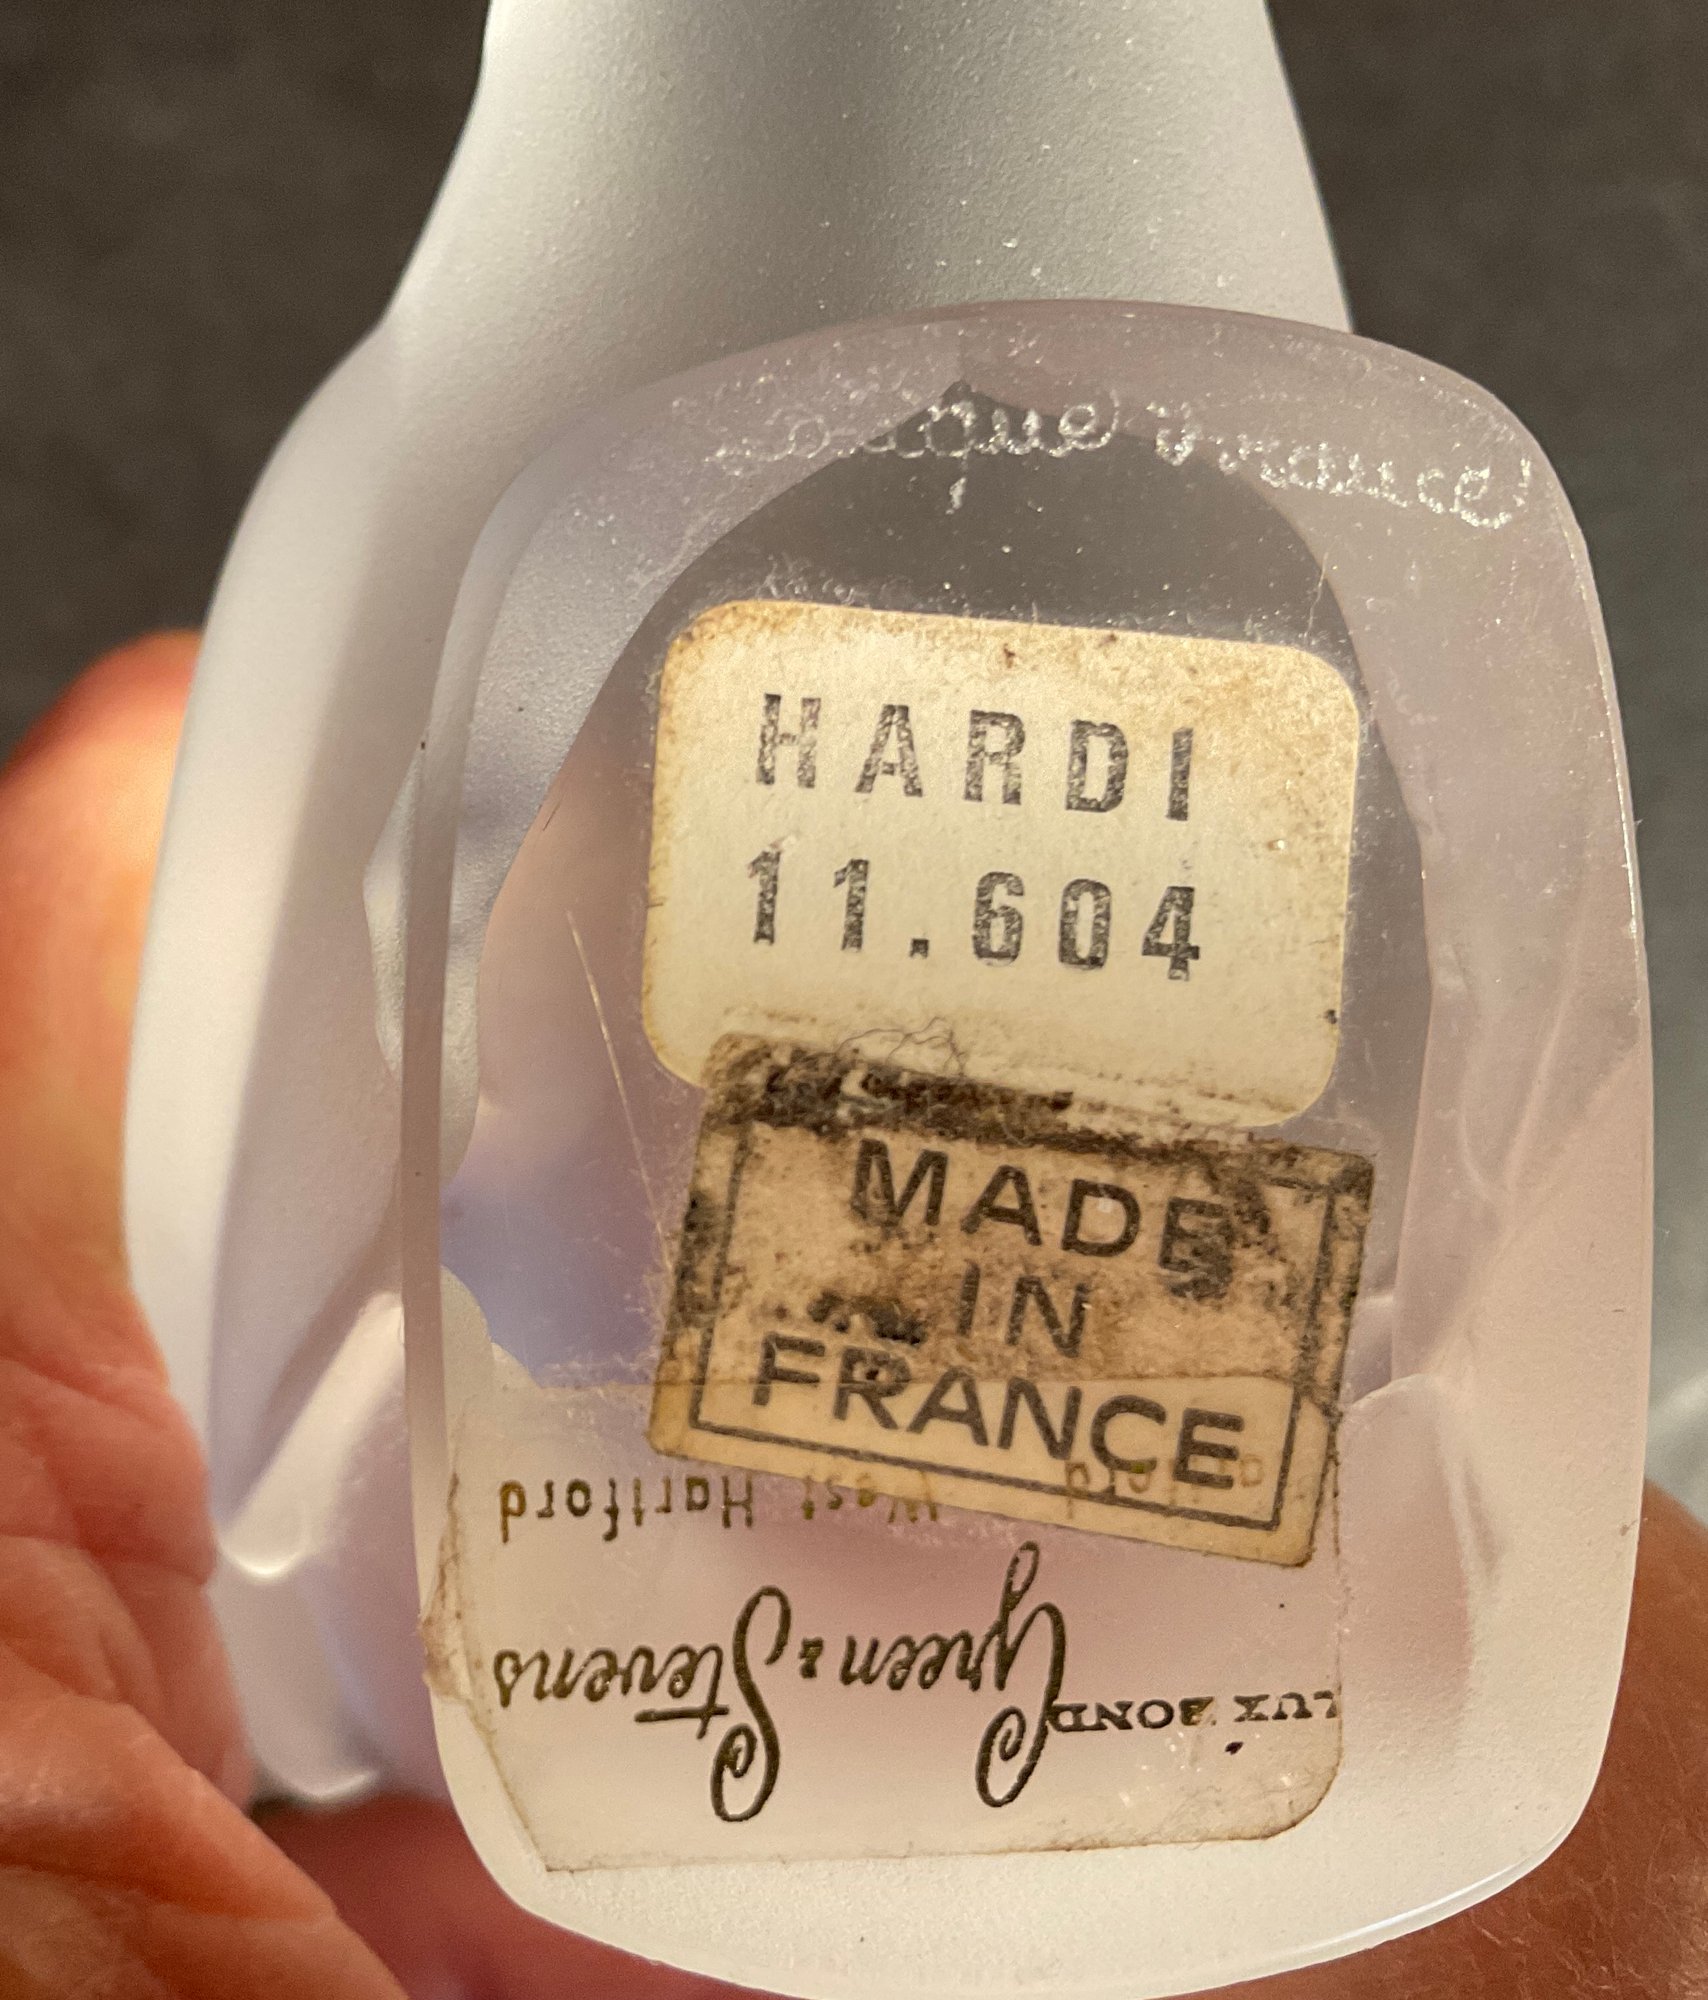 Lalique France
HARDI
11.604
MADE
IN
FRANCE
LUX BOND
Green & Stevens
West Hartford